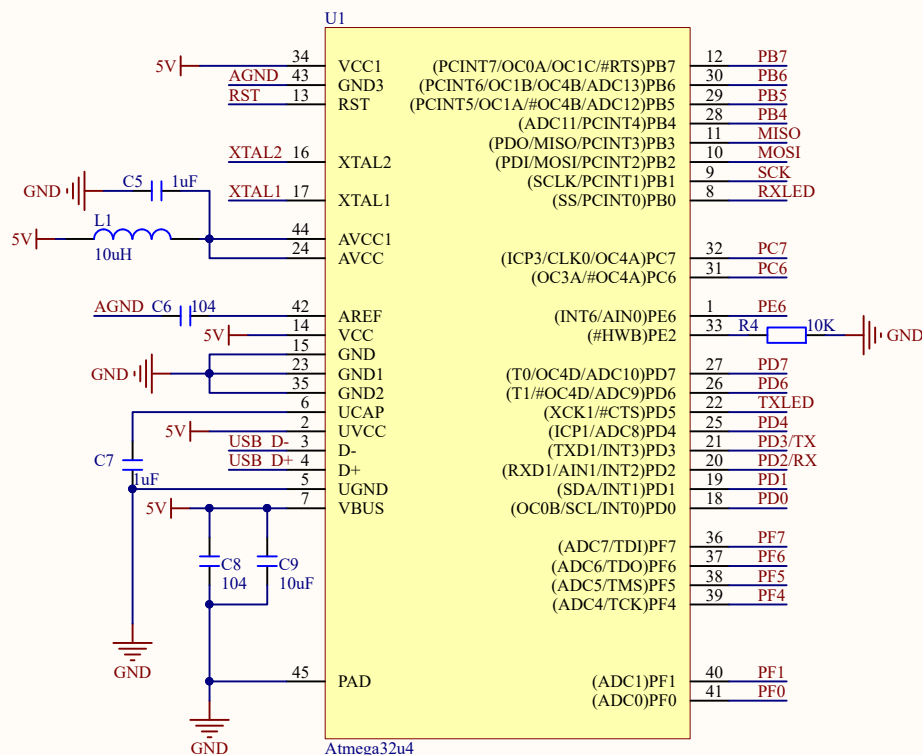 U1
5V 34 VCC1 (PCINT7/OC0A/OC1C/#RTS)PB7 12 PB7
AGND 43 GND3 (PCINT6/OC1B/OC4B/ADC13)PB6 30 PB6
RST 13 RST (PCINT5/OC1A/#OC4B/ADC12)PB5 29 PB5
(ADC11/PCINT4)PB4 28 PB4
(PDO/MISO/PCINT3)PB3 11 MISO
XTAL2 16 XTAL2 (PDI/MOSI/PCINT2)PB2 10 MOSI
C5 1uF (SCLK/PCINT1)PB1 9 SCK
GND XTAL1 17 XTAL1 (SS/PCINT0)PB0 8 RXLED
L1
5V 10uH 44 AVCC1
24 AVCC (ICP3/CLK0/OC4A)PC7 32 PC7
(OC3A/#OC4A)PC6 31 PC6
AGND C6 104 42 AREF (INT6/AIN0)PE6 1 PE6
5V 14 VCC (#HWB)PE2 33 R4 10K GND
15 GND
GND 23 GND1 (T0/OC4D/ADC10)PD7 27 PD7
35 GND2 (T1/#OC4D/ADC9)PD6 26 PD6
6 UCAP (XCK1/#CTS)PD5 22 TXLED
5V 2 UVCC (ICP1/ADC8)PD4 25 PD4
USB D- 3 D- (TXD1/INT3)PD3 21 PD3/TX
C7 USB D+ 4 D+ (RXD1/AIN1/INT2)PD2 20 PD2/RX
1uF 5 UGND (SDA/INT1)PD1 19 PD1
5V 7 VBUS (OC0B/SCL/INT0)PD0 18 PD0
(ADC7/TDI)PF7 36 PF7
C8 C9 (ADC6/TDO)PF6 37 PF6
104 10uF (ADC5/TMS)PF5 38 PF5
(ADC4/TCK)PF4 39 PF4
GND 45 PAD (ADC1)PF1 40 PF1
(ADC0)PF0 41 PF0
GND Atmega32u4